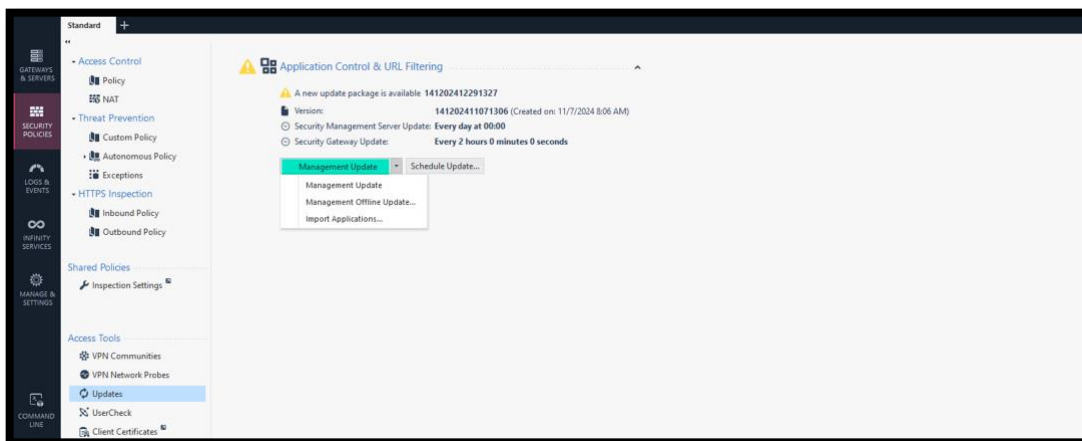 Standard
+
GATEWAYS
& SERVERS
SECURITY
POLICIES
LOGS &
EVENTS
INFINITY
SERVICES
MANAGE &
SETTINGS
COMMAND
LINE
Access Control
Policy
NAT
Threat Prevention
Custom Policy
Autonomous Policy
Exceptions
HTTPS Inspection
Inbound Policy
Outbound Policy
Shared Policies
Inspection Settings
Access Tools
VPN Communities
VPN Network Probes
Updates
UserCheck
Client Certificates
Application Control & URL Filtering
A new update package is available 141202412291327
Version: 141202411071306 (Created on: 11/7/2024 8:06 AM)
Security Management Server Update: Every day at 00:00
Security Gateway Update: Every 2 hours 0 minutes 0 seconds
Management Update Schedule Update...
Management Update
Management Offline Update...
Import Applications...